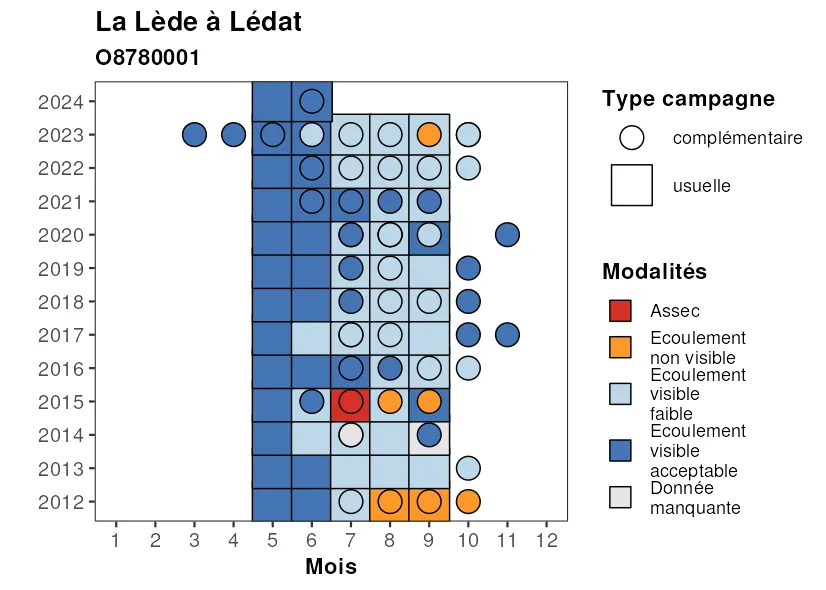 La Lède à Lédat
O8780001
2024
2023
2022
2021
2020
2019
2018
2017
2016
2015
2014
2013
2012
1 2 3 4 5 6 7 8 9 10 11 12
Mois
Type campagne
complémentaire
usuelle
Modalités
Assec
Ecoulement
non visible
Ecoulement
visible
faible
Ecoulement
visible
acceptable
Donnée
manquante